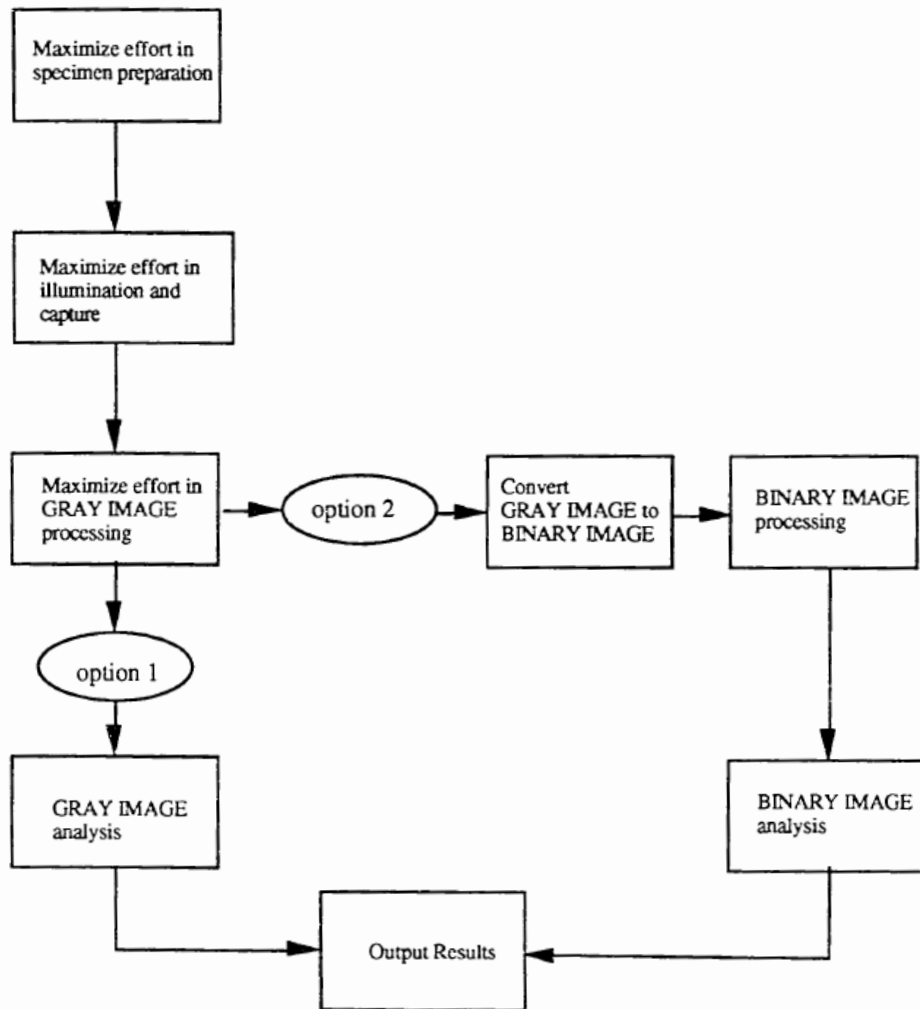 Maximize effort in
specimen preparation
Maximize effort in
illumination and
capture
Maximize effort in
GRAY IMAGE
processing
option 2
Convert
GRAY IMAGE to
BINARY IMAGE
BINARY IMAGE
processing
option 1
GRAY IMAGE
analysis
BINARY IMAGE
analysis
Output Results